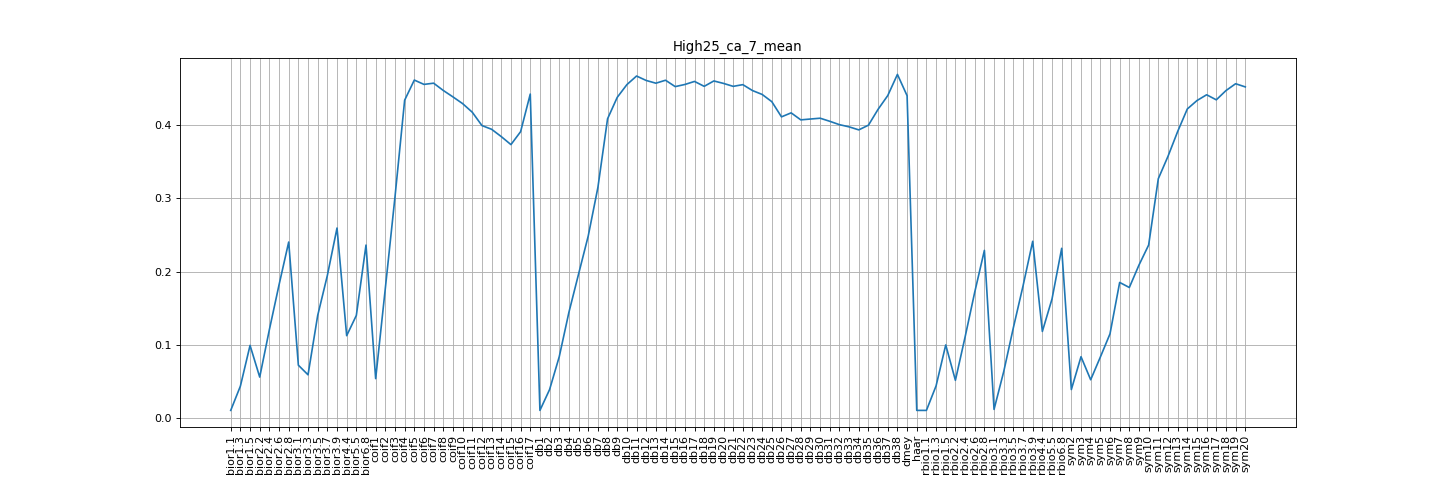 High25_ca_7_mean
0.4
0.3
0.2
0.1
0.0
bior1.1
bior1.3
bior1.5
bior2.2
bior2.4
bior2.6
bior2.8
bior3.1
bior3.3
bior3.5
bior3.7
bior3.9
bior4.4
bior5.5
bior6.8
coif1
coif2
coif3
coif4
coif5
coif6
coif7
coif8
coif9
coif10
coif11
coif12
coif13
coif14
coif15
coif16
coif17
db1
db2
db3
db4
db5
db6
db7
db8
db9
db10
db11
db12
db13
db14
db15
db16
db17
db18
db19
db20
db21
db22
db23
db24
db25
db26
db27
db28
db29
db30
db31
db32
db33
db34
db35
db36
db37
db38
dmey
haar
rbio1.1
rbio1.3
rbio1.5
rbio2.2
rbio2.4
rbio2.6
rbio2.8
rbio3.1
rbio3.3
rbio3.5
rbio3.7
rbio3.9
rbio4.4
rbio5.5
rbio6.8
sym2
sym3
sym4
sym5
sym6
sym7
sym8
sym9
sym10
sym11
sym12
sym13
sym14
sym15
sym16
sym17
sym18
sym19
sym20